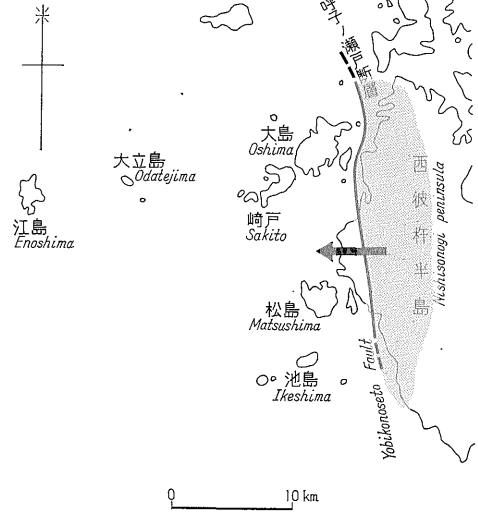 呼子ノ瀬戸断層
大島
Oshima
大立島
Odatejima
西彼杵半島
Nishisonogi peninsula
江島
Enoshima
崎戸
Sakito
松島
Matsushima
池島
Ikeshima
Yobikonoseto Fault
0 10 km